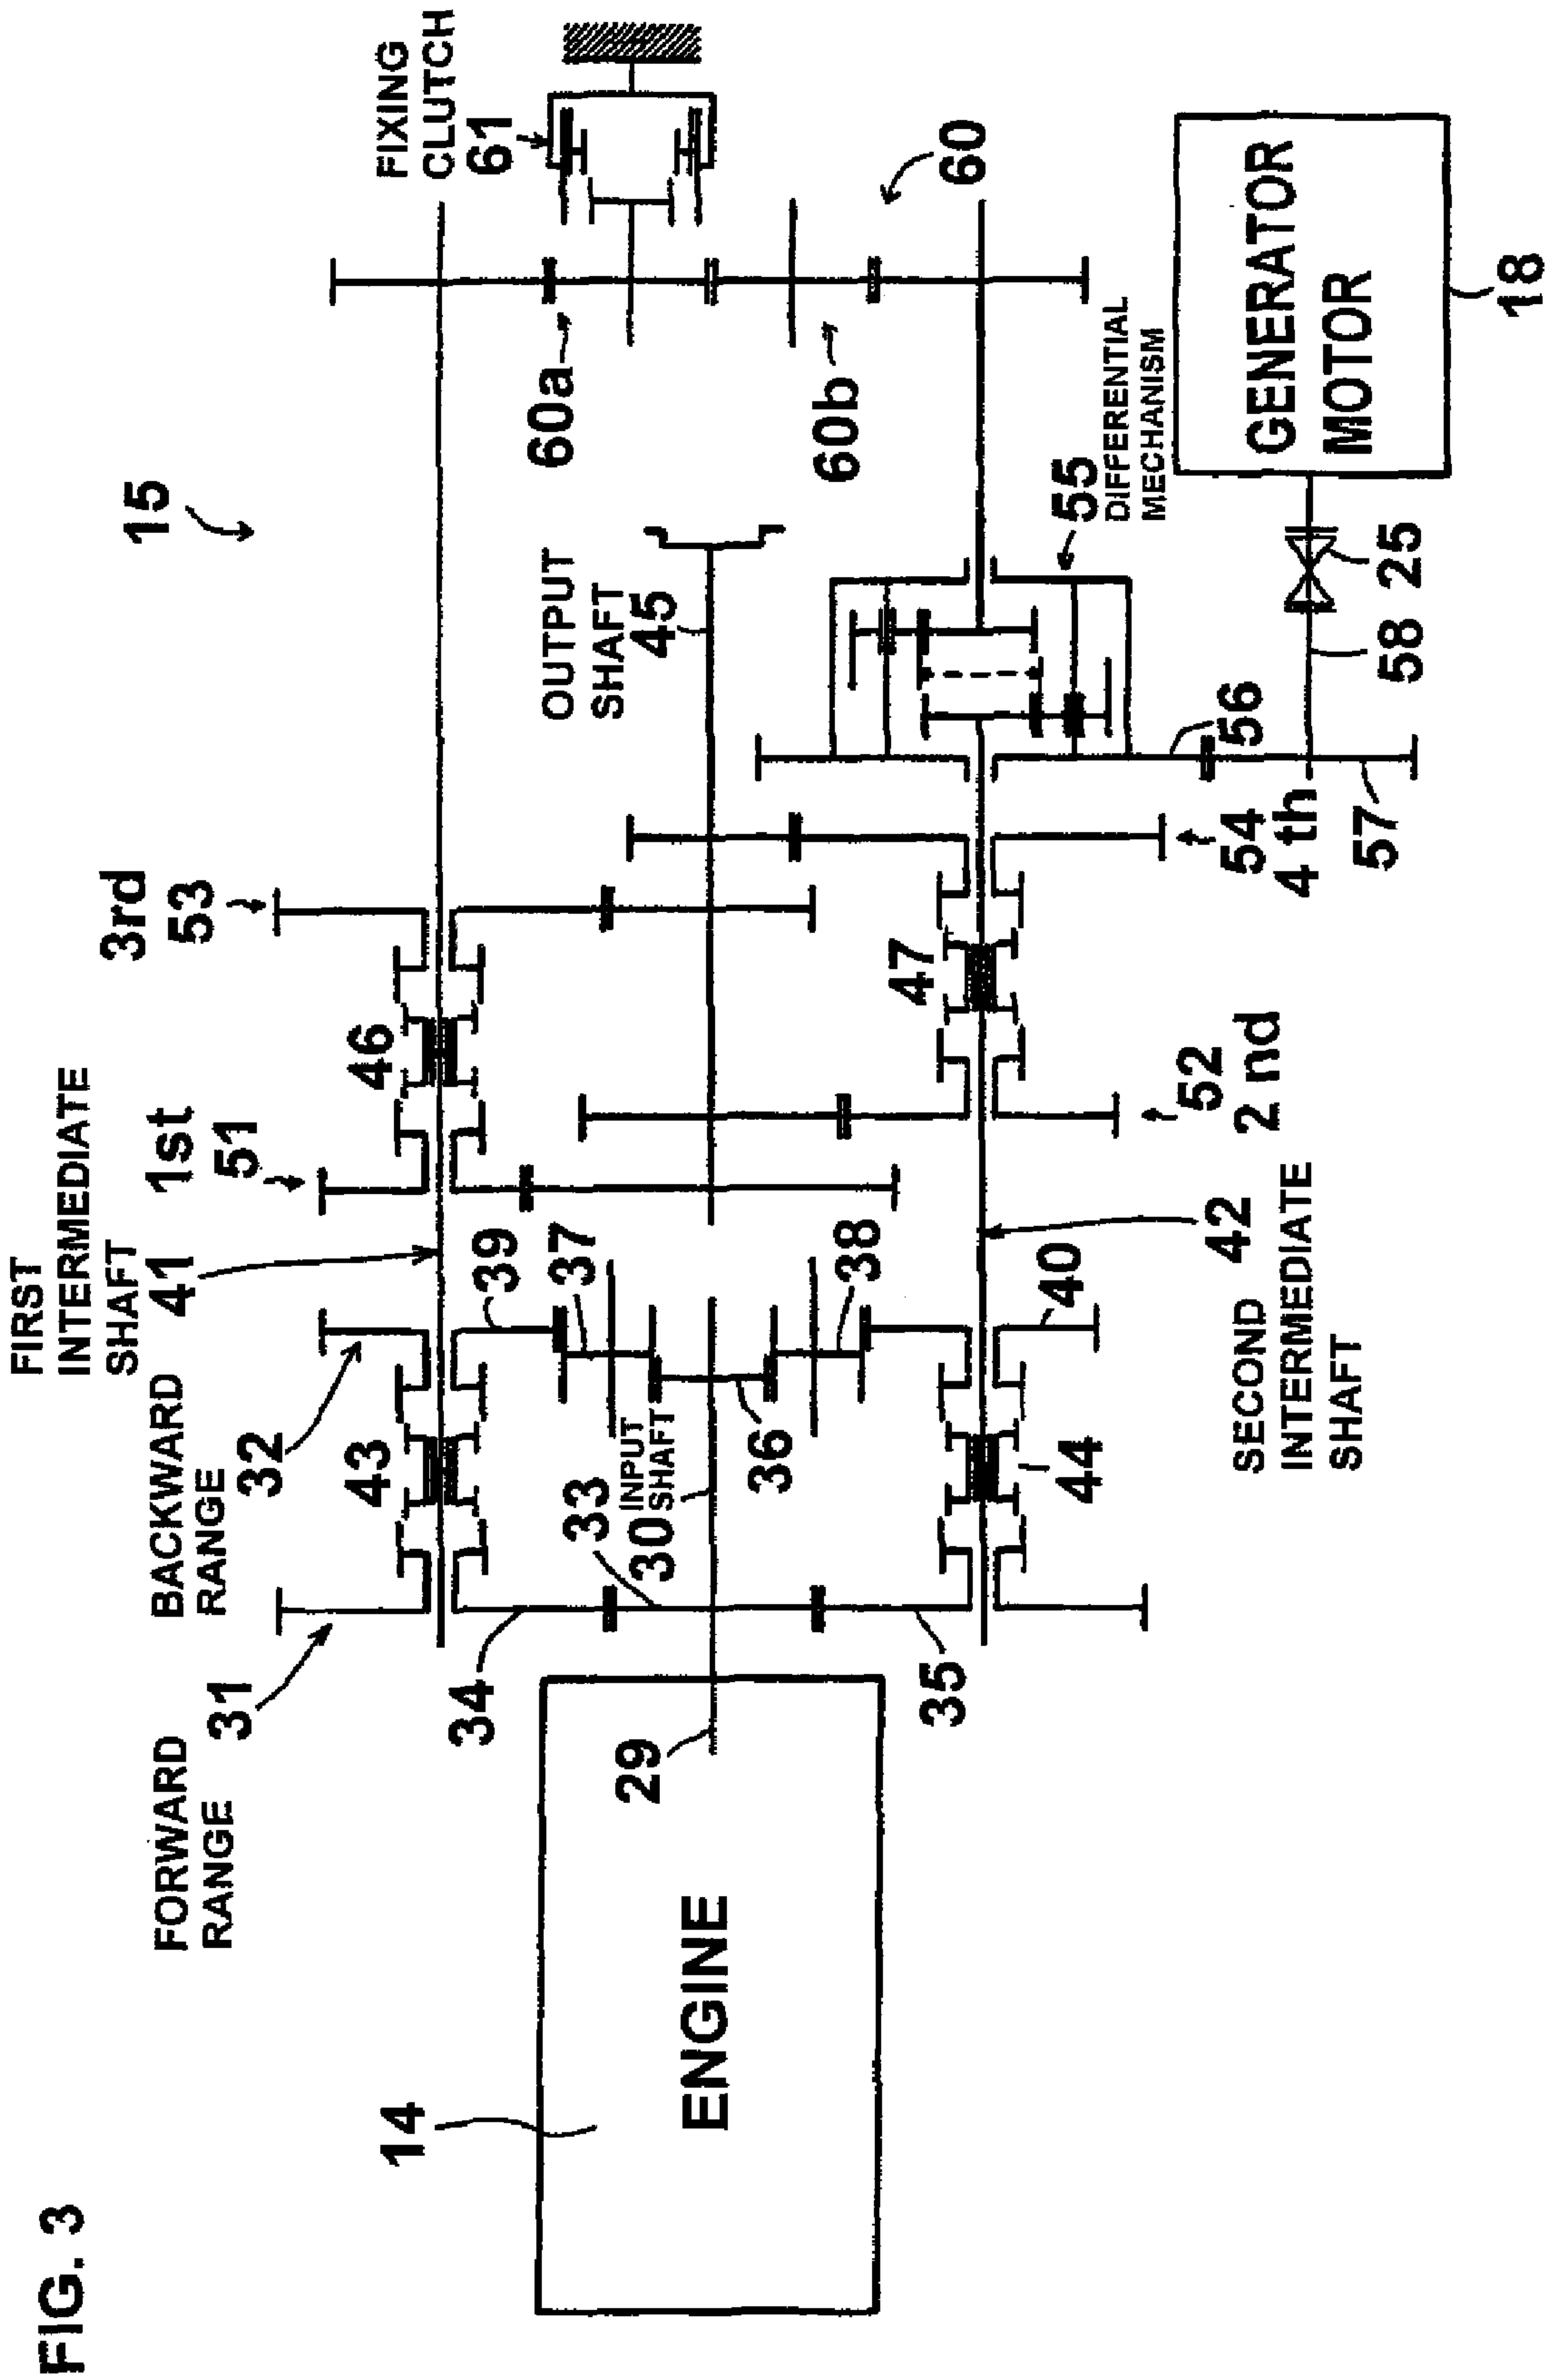 FIG. 3
14
ENGINE
29
FORWARD
RANGE
31
34
35
BACKWARD
RANGE
32
43
33
30
INPUT
SHAFT
36
44
39
37
38
40
FIRST
INTERMEDIATE
SHAFT
41
42
SECOND
INTERMEDIATE
SHAFT
1st
51
52
2 nd
46
47
3rd
53
54
4 th
57
56
58
25
OUTPUT
SHAFT
45
55
DIFFERENTIAL
MECHANISM
15
60a
60b
60
FIXING
CLUTCH
61
GENERATOR
MOTOR
18